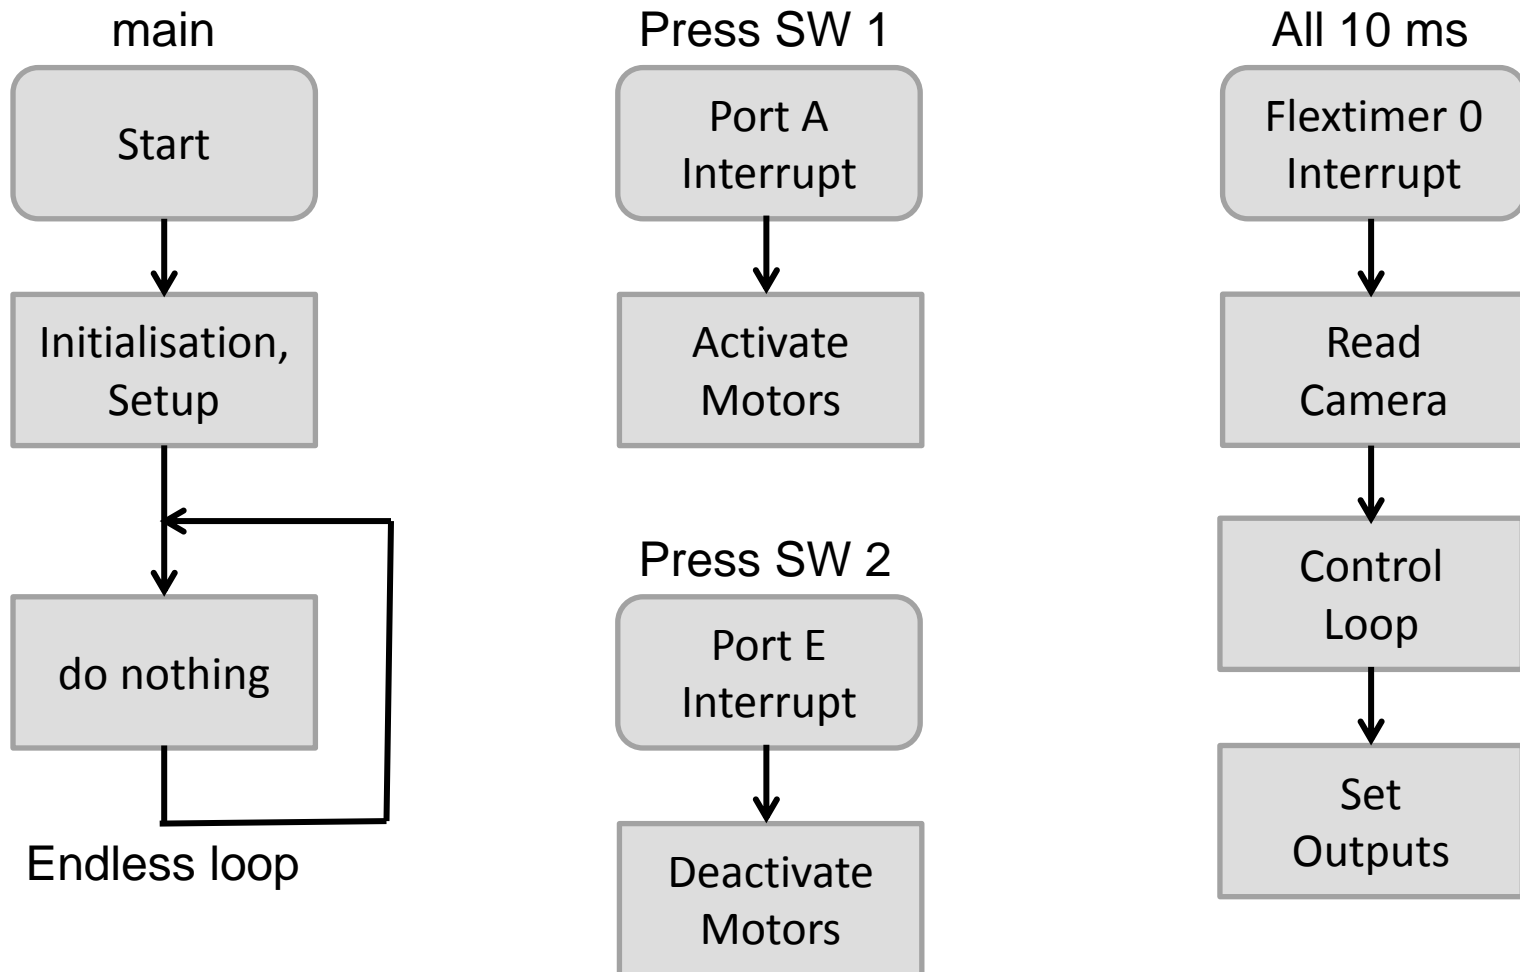 main
Start
Initialisation,
Setup
do nothing
Endless loop
Press SW 1
Port A
Interrupt
Activate
Motors
Press SW 2
Port E
Interrupt
Deactivate
Motors
All 10 ms
Flextimer 0
Interrupt
Read
Camera
Control
Loop
Set
Outputs